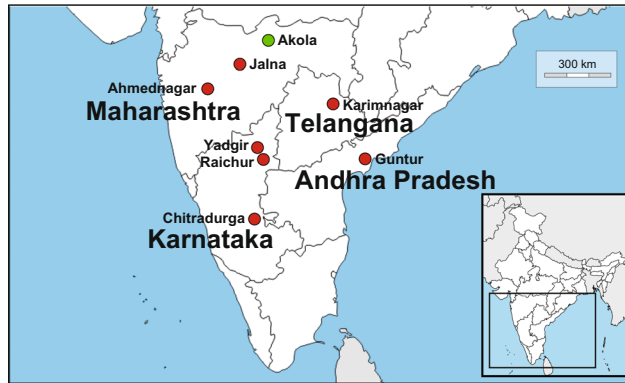 Akola
300 km
Jalna
Ahmednagar
Maharashtra
Karimnagar
Telangana
Yadgir
Raichur
Guntur
Andhra Pradesh
Chitradurga
Karnataka